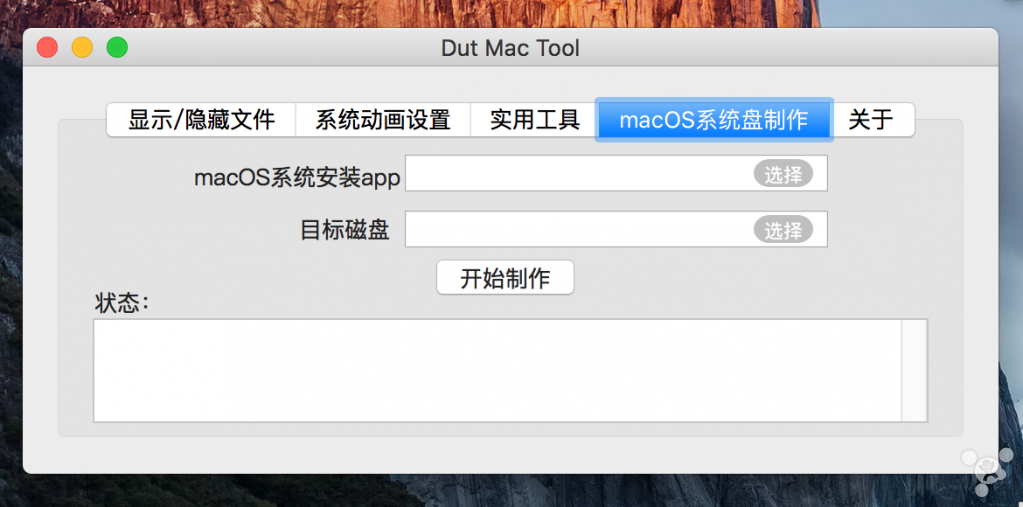 Dut Mac Tool
显示/隐藏文件 系统动画设置 实用工具 macOS系统盘制作 关于
macOS系统安装app 选择
目标磁盘 选择
开始制作
状态：